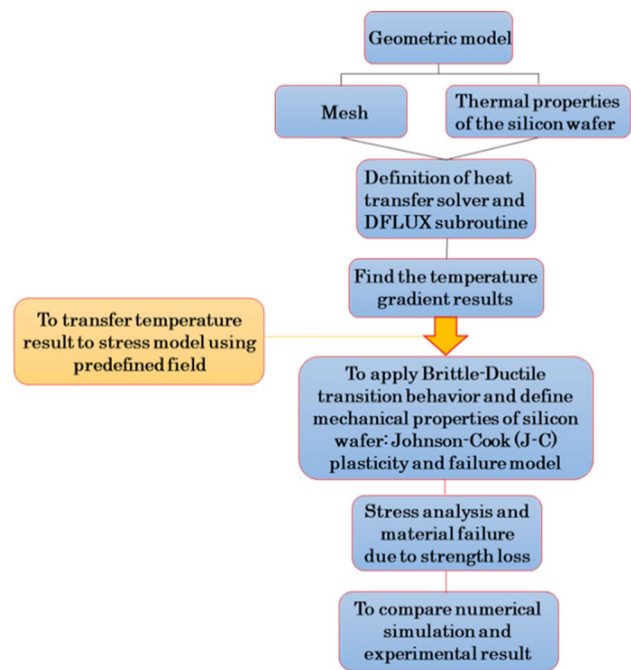 Geometric model
Mesh
Thermal properties
of the silicon wafer
Definition of heat
transfer solver and
DFLUX subroutine
Find the temperature
gradient results
To transfer temperature
result to stress model using
predefined field
To apply Brittle-Ductile
transition behavior and define
mechanical properties of silicon
wafer: Johnson-Cook (J-C)
plasticity and failure model
Stress analysis and
material failure
due to strength loss
To compare numerical
simulation and
experimental result